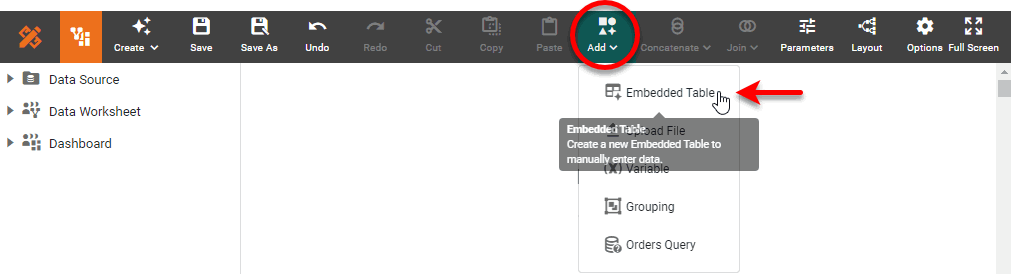 Create
Save
Save As
Undo
Redo
Cut
Copy
Paste
Add
Concatenate
Join
Parameters
Layout
Options
Full Screen
Data Source
Data Worksheet
Dashboard
Embedded Table
Embedded Table
Upload File
Create a new Embedded Table to
manually enter data.
(X) Variable
Grouping
Orders Query